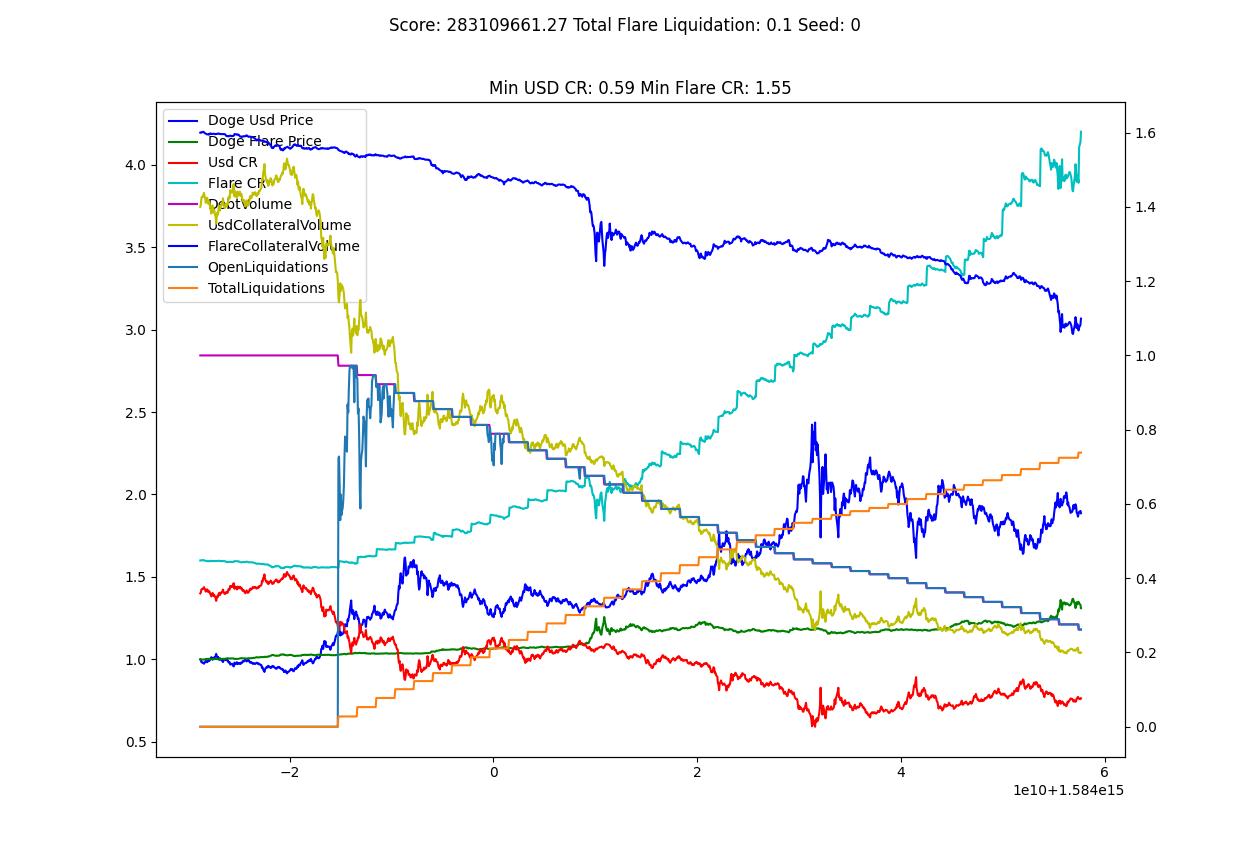 Score: 283109661.27 Total Flare Liquidation: 0.1 Seed: 0
Min USD CR: 0.59 Min Flare CR: 1.55
Doge Usd Price
Doge Flare Price
Usd CR
Flare CR
DebtVolume
UsdCollateralVolume
FlareCollateralVolume
OpenLiquidations
TotalLiquidations
4.0
3.5
3.0
2.5
2.0
1.5
1.0
0.5
1.6
1.4
1.2
1.0
0.8
0.6
0.4
0.2
0.0
−2 0 2 4 6
1e10+1.584e15